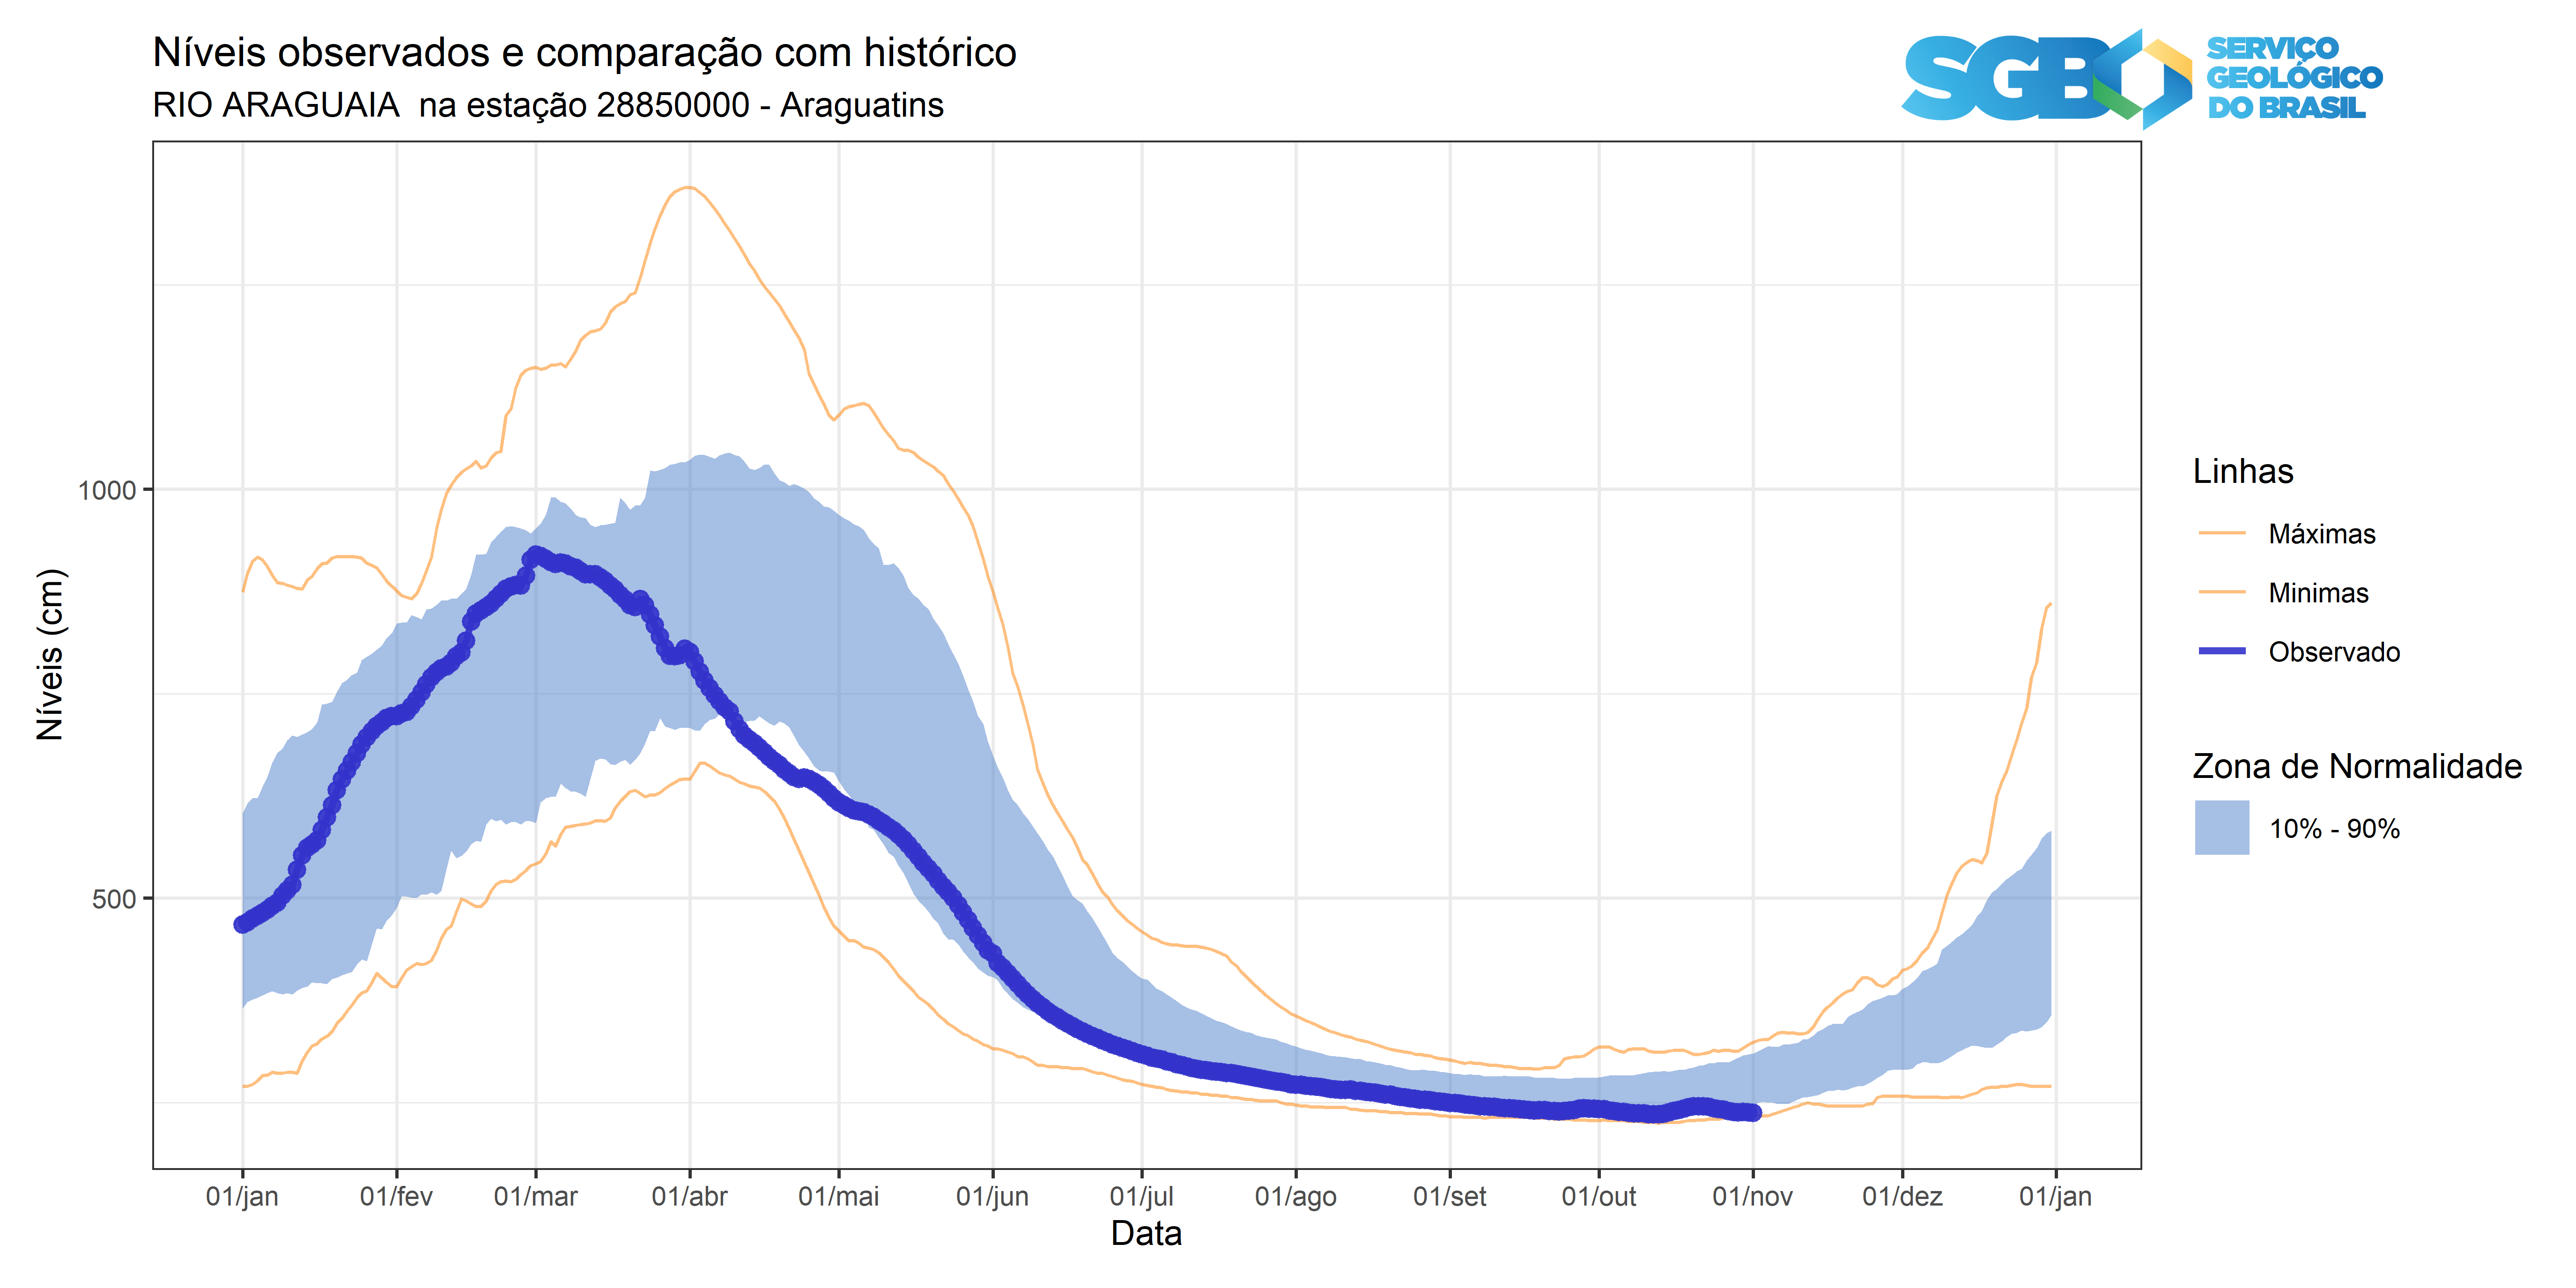 Níveis observados e comparação com histórico
RIO ARAGUAIA  na estação 28850000 - Araguatins
SGB
SERVIÇO
GEOLÓGICO
DO BRASIL
Níveis (cm)
1000
500
01/jan
01/fev
01/mar
01/abr
01/mai
01/jun
01/jul
01/ago
01/set
01/out
01/nov
01/dez
01/jan
Data
Linhas
Máximas
Minimas
Observado
Zona de Normalidade
10% - 90%